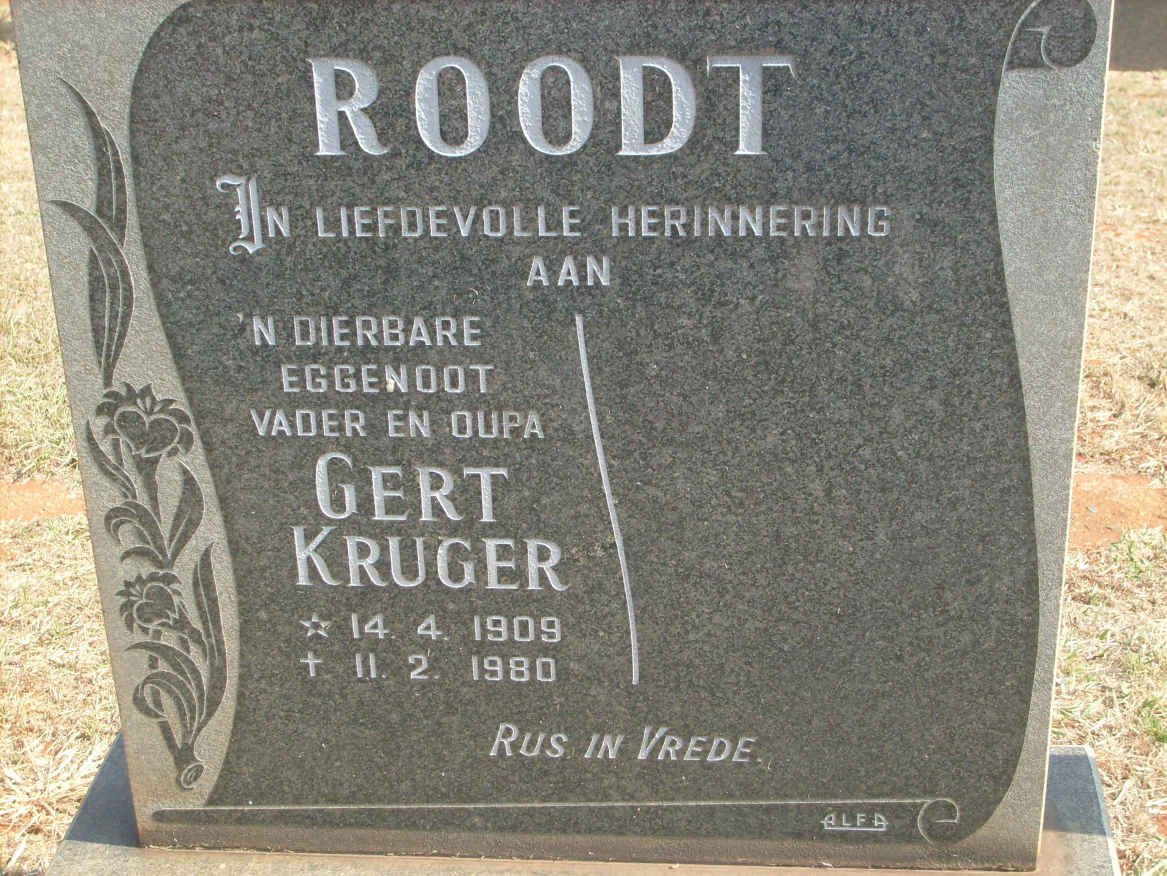 ROODT
IN LIEFDEVOLLE HERINNERING
AAN
'N DIERBARE
EGGENOOT
VADER EN OUPA
GERT
KRUGER
☆ 14. 4. 1909
✝ 11. 2. 1980
RUS IN VREDE.
ALFA